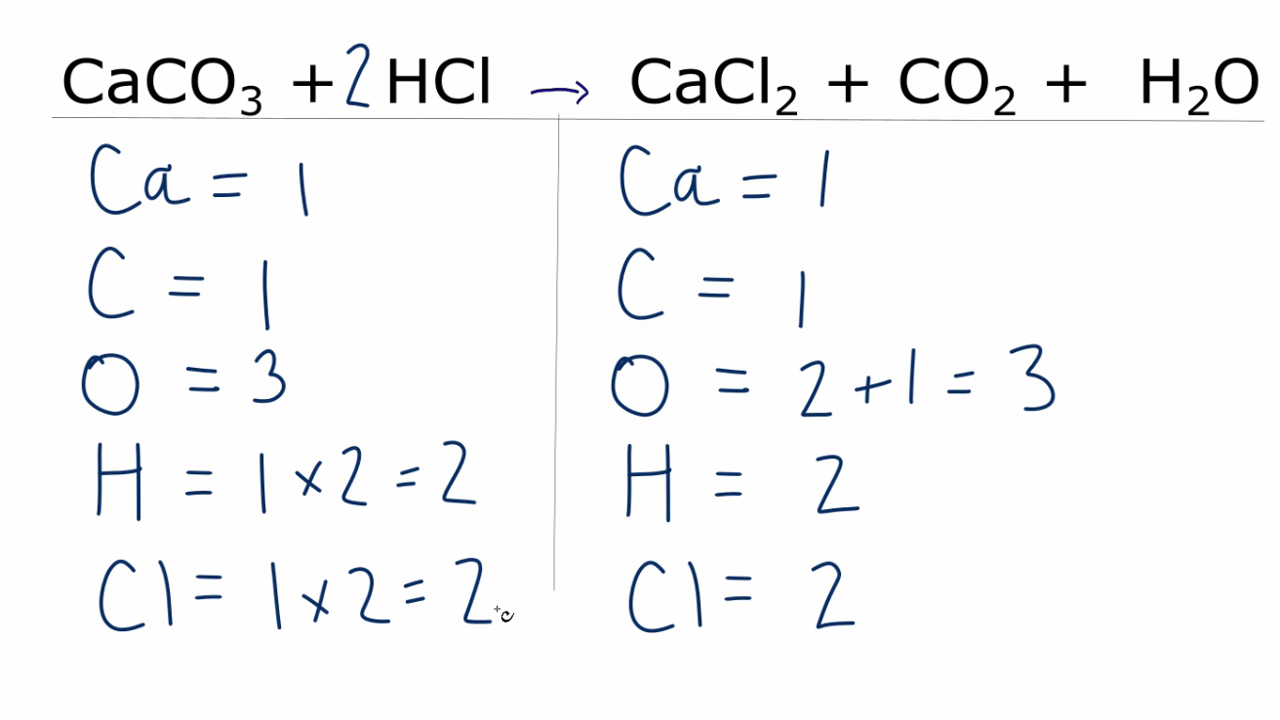 CaCO₃ + 2 HCl → CaCl₂ + CO₂ + H₂O
Ca = 1
C = 1
O = 3
H = 1 × 2 = 2
Cl = 1 × 2 = 2
Ca = 1
C = 1
O = 2 + 1 = 3
H = 2
Cl = 2